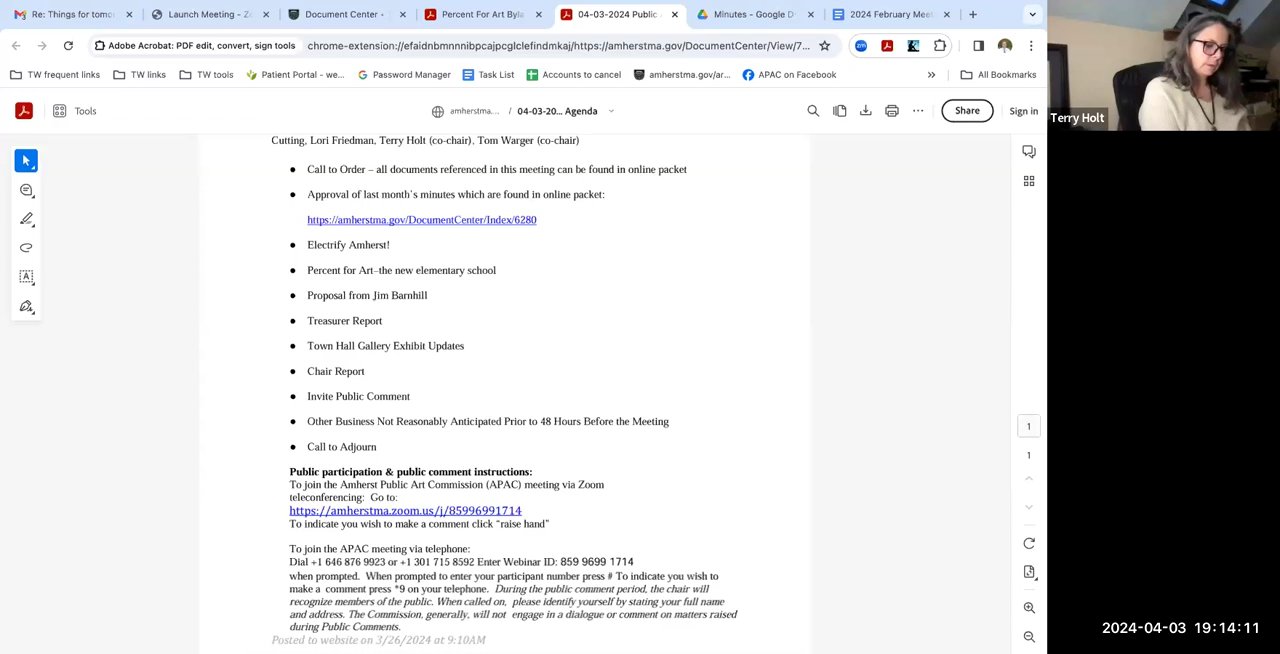 Re: Things for tomo
Launch Meeting - Z
Document Center •
Percent For Art Byla
04-03-2024 Public
Minutes - Google D
2024 February Mee
Adobe Acrobat: PDF edit, convert, sign tools
chrome-extension://efaidnbmnnnibpcajpcglclefindmkaj/https://amherstma.gov/DocumentCenter/View/7...
TW frequent links
TW links
TW tools
Patient Portal - we...
Password Manager
Task List
Accounts to cancel
amherstma.gov/ar...
APAC on Facebook
All Bookmarks
Tools
amherstma....
/
04-03-20... Agenda
Share
Sign in
Terry Holt
Cutting, Lori Friedman, Terry Holt (co-chair), Tom Warger (co-chair)
● Call to Order – all documents referenced in this meeting can be found in online packet
● Approval of last month's minutes which are found in online packet:
https://amherstma.gov/DocumentCenter/Index/6280
● Electrify Amherst!
● Percent for Art–the new elementary school
● Proposal from Jim Barnhill
● Treasurer Report
● Town Hall Gallery Exhibit Updates
● Chair Report
● Invite Public Comment
● Other Business Not Reasonably Anticipated Prior to 48 Hours Before the Meeting
● Call to Adjourn
Public participation & public comment instructions:
To join the Amherst Public Art Commission (APAC) meeting via Zoom
teleconferencing: Go to:
https://amherstma.zoom.us/j/85996991714
To indicate you wish to make a comment click "raise hand"
To join the APAC meeting via telephone:
Dial +1 646 876 9923 or +1 301 715 8592 Enter Webinar ID: 859 9699 1714
when prompted. When prompted to enter your participant number press # To indicate you wish to
make a comment press *9 on your telephone. During the public comment period, the chair will
recognize members of the public. When called on, please identify yourself by stating your full name
and address. The Commission, generally, will not engage in a dialogue or comment on matters raised
during Public Comments.
Posted to website on 3/26/2024 at 9:10AM
1
1
2024-04-03 19:14:11